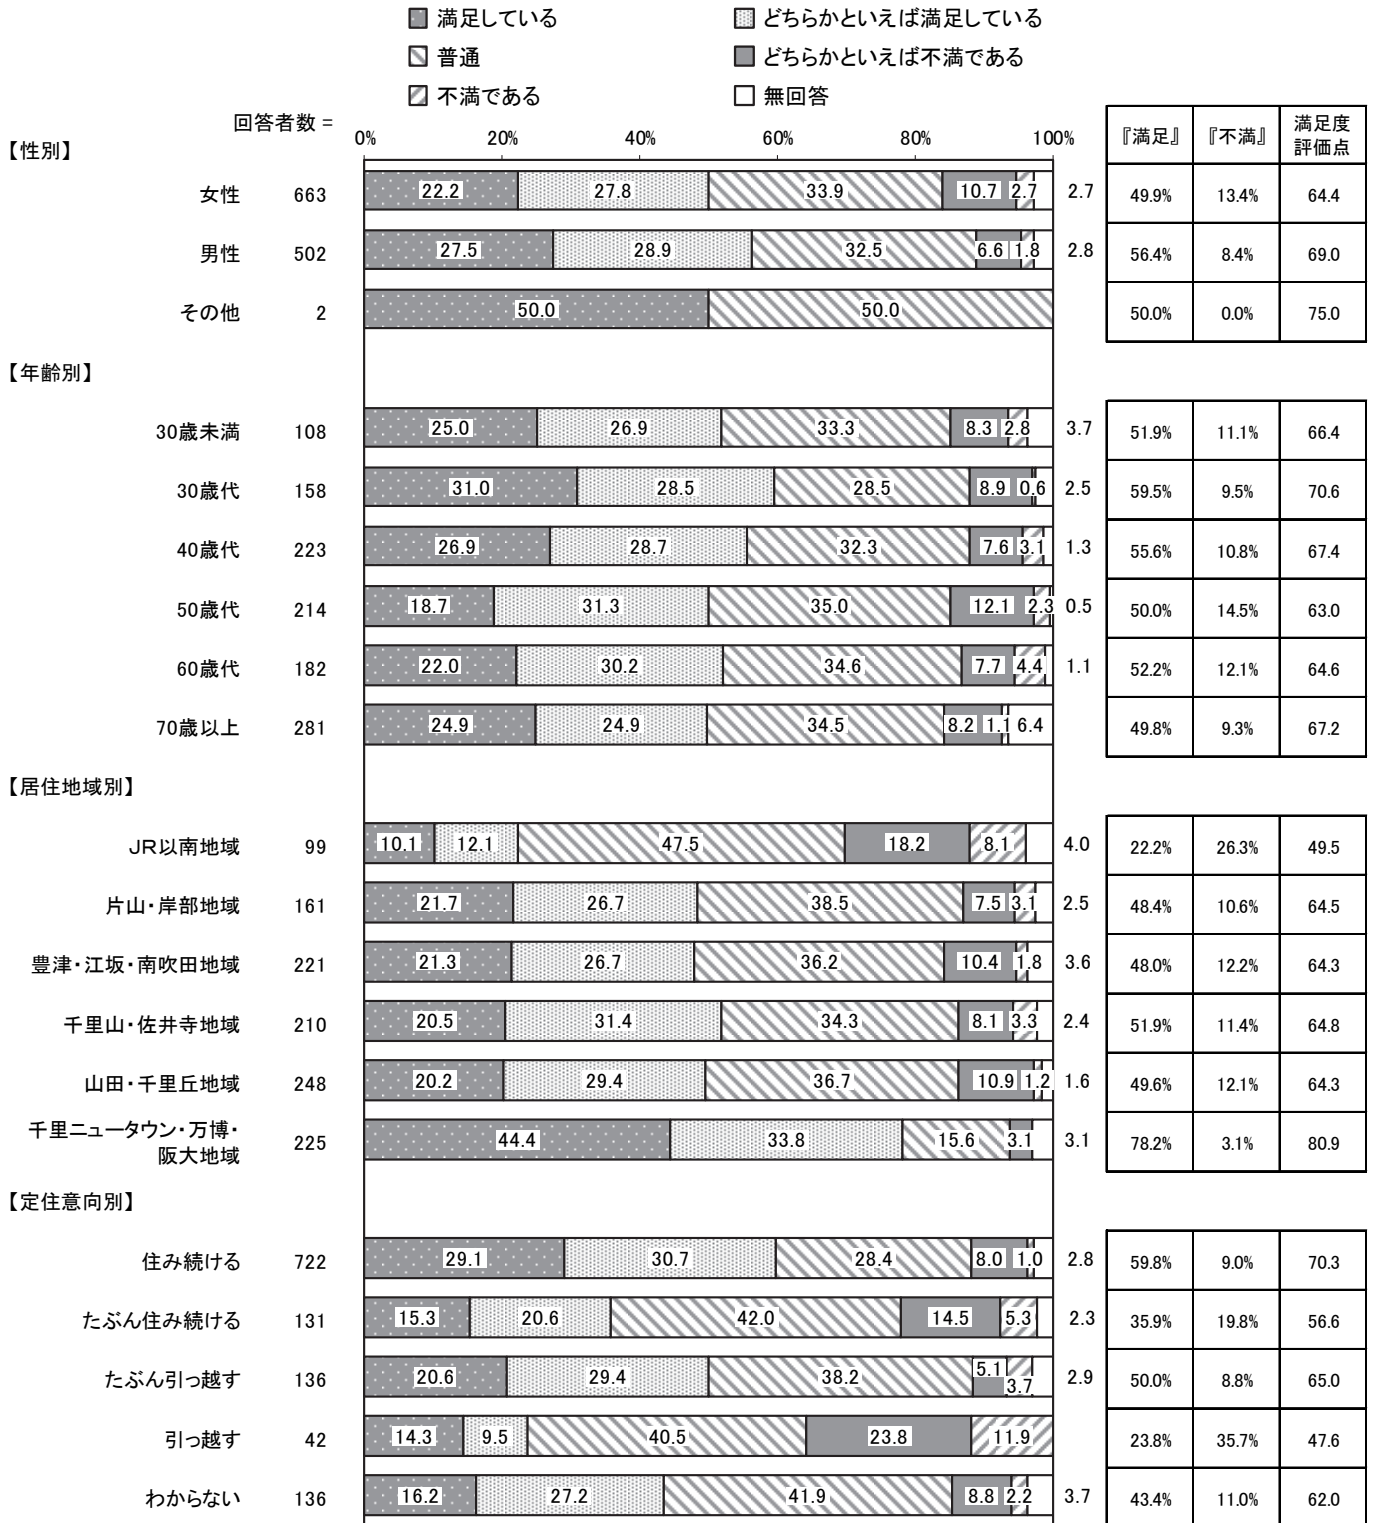 満足している どちらかといえば満足している
普通 どちらかといえば不満である
不満である 無回答
回答者数 = 0% 20% 40% 60% 80% 100% 『満足』 『不満』 満足度
評価点
【性別】
女性 663 22.2 27.8 33.9 10.7 2.7 2.7 49.9% 13.4% 64.4
男性 502 27.5 28.9 32.5 6.6 1.8 2.8 56.4% 8.4% 69.0
その他 2 50.0 50.0 50.0% 0.0% 75.0
【年齢別】
30歳未満 108 25.0 26.9 33.3 8.3 2.8 3.7 51.9% 11.1% 66.4
30歳代 158 31.0 28.5 28.5 8.9 0.6 2.5 59.5% 9.5% 70.6
40歳代 223 26.9 28.7 32.3 7.6 3.1 1.3 55.6% 10.8% 67.4
50歳代 214 18.7 31.3 35.0 12.1 2.3 0.5 50.0% 14.5% 63.0
60歳代 182 22.0 30.2 34.6 7.7 4.4 1.1 52.2% 12.1% 64.6
70歳以上 281 24.9 24.9 34.5 8.2 1.1 6.4 49.8% 9.3% 67.2
【居住地域別】
JR以南地域 99 10.1 12.1 47.5 18.2 8.1 4.0 22.2% 26.3% 49.5
片山・岸部地域 161 21.7 26.7 38.5 7.5 3.1 2.5 48.4% 10.6% 64.5
豊津・江坂・南吹田地域 221 21.3 26.7 36.2 10.4 1.8 3.6 48.0% 12.2% 64.3
千里山・佐井寺地域 210 20.5 31.4 34.3 8.1 3.3 2.4 51.9% 11.4% 64.8
山田・千里丘地域 248 20.2 29.4 36.7 10.9 1.2 1.6 49.6% 12.1% 64.3
千里ニュータウン・万博・
阪大地域 225 44.4 33.8 15.6 3.1 3.1 78.2% 3.1% 80.9
【定住意向別】
住み続ける 722 29.1 30.7 28.4 8.0 1.0 2.8 59.8% 9.0% 70.3
たぶん住み続ける 131 15.3 20.6 42.0 14.5 5.3 2.3 35.9% 19.8% 56.6
たぶん引っ越す 136 20.6 29.4 38.2 5.1 3.7 2.9 50.0% 8.8% 65.0
引っ越す 42 14.3 9.5 40.5 23.8 11.9 23.8% 35.7% 47.6
わからない 136 16.2 27.2 41.9 8.8 2.2 3.7 43.4% 11.0% 62.0